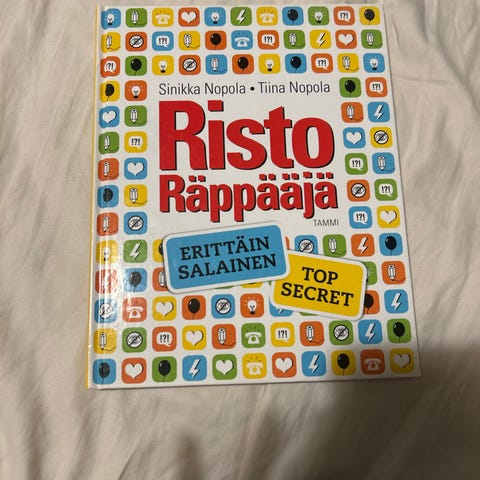 Sinikka Nopola • Tiina Nopola
Risto
Räppääjä
TAMMI
ERITTÄIN
SALAINEN
TOP
SECRET